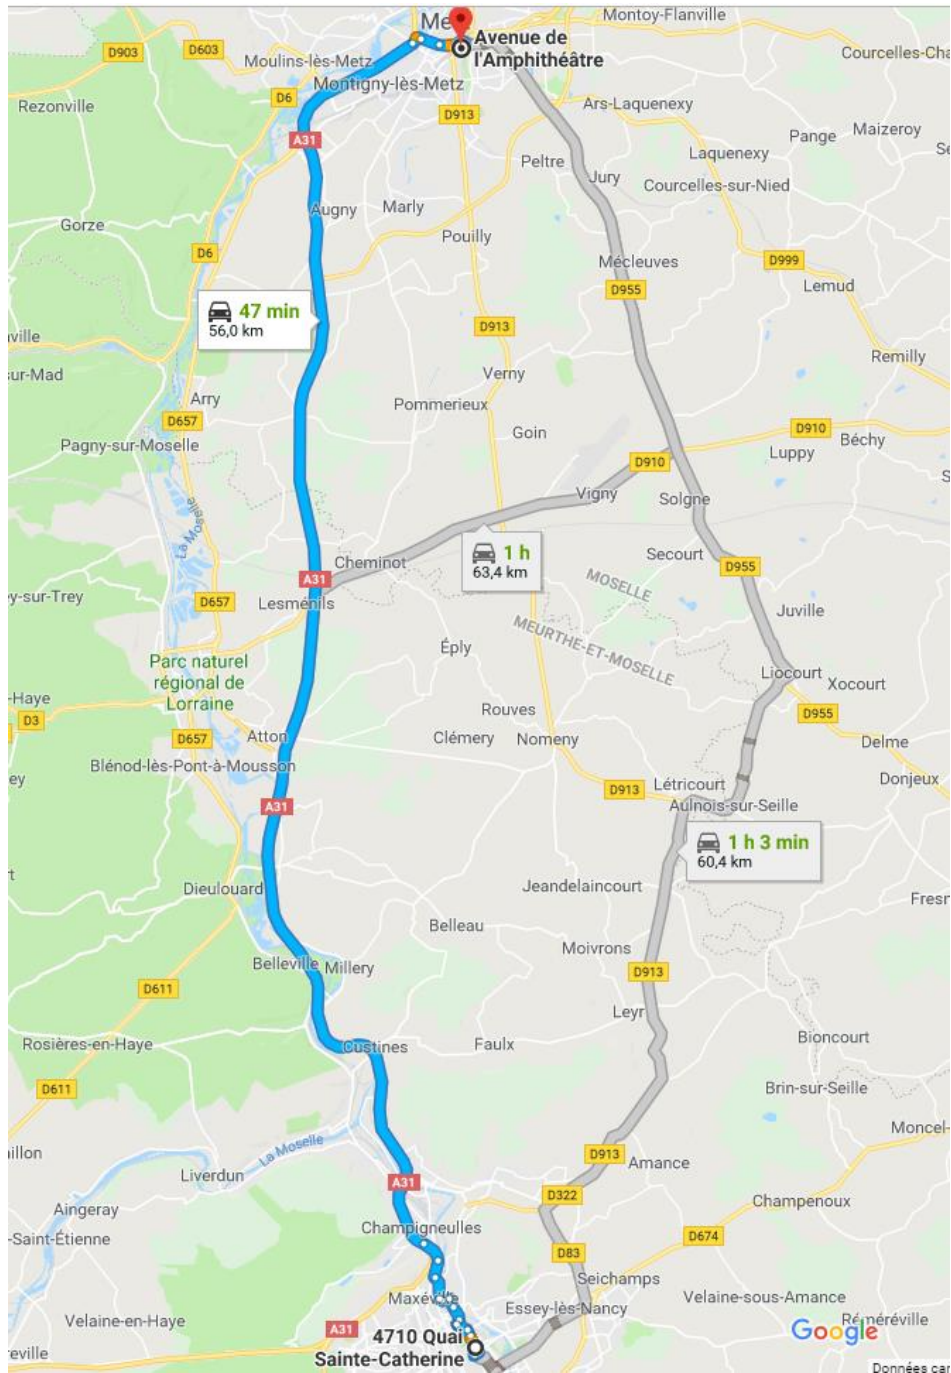 Me
Montoy-Flanville
D903
D603
Avenue de
l'Amphithéâtre
Courcelles-Cha
Moulins-lès-Metz
Montigny-lès-Metz
D6
Rezonville
D913
Ars-Laquenexy
Pange
Maizeroy
A31
Peltre
Laquenexy
Jury
Courcelles-sur-Nied
Augny
Marly
Gorze
Pouilly
D6
Mécleuves
D999
D955
Lemud
47 min
56,0 km
D913
ville
Remilly
Verny
sur-Mad
Arry
Pommerieux
D657
Goin
D910
Béchy
Pagny-sur-Moselle
Luppy
D910
Vigny
Solgne
La Moselle
1 h
63,4 km
Cheminot
Secourt
D955
MOSELLE
A31
Lesménils
ey-sur-Trey
D657
Juville
MEURTHE-ET-MOSELLE
Éply
Parc naturel
régional de
Lorraine
Liocourt
Xocourt
-Haye
D3
Rouves
D955
D657
Atton
Clémery
Nomeny
Delme
Blénod-lès-Pont-à-Mousson
ey
D913
Létricourt
Donjeux
A31
Aulnois-sur-Seille
1 h 3 min
60,4 km
Dieulouard
Jeandelaincourt
Fresn
Belleau
Moivrons
Belleville
Millery
D913
D611
Leyr
Rosières-en-Haye
Custines
Faulx
Bioncourt
D611
Brin-sur-Seille
Moncel-
aillon
La Moselle
D913
Liverdun
Amance
A31
D322
Champenoux
Aingeray
Champigneulles
-Saint-Étienne
D674
D83
Seichamps
Maxéville
Velaine-sous-Amance
Essey-lès-Nancy
Velaine-en-Haye
A31
Réméréville
Google
4710 Quai
Sainte-Catherine
reville
Données car